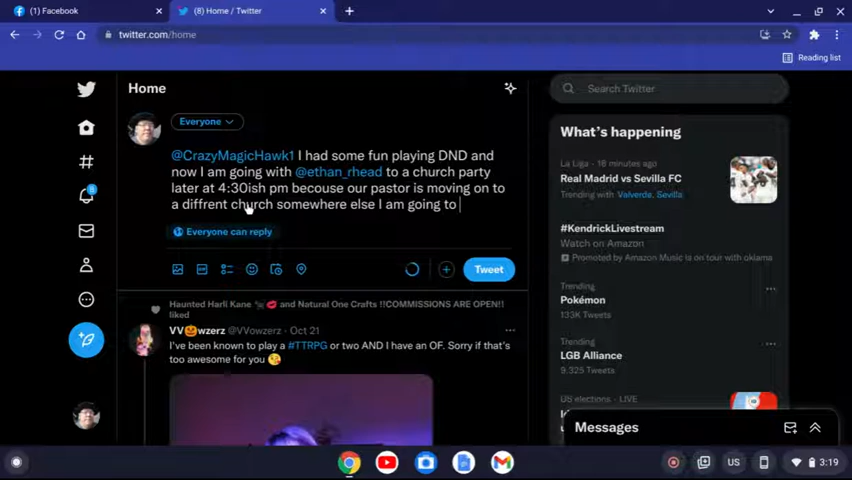 (1) Facebook
(8) Home / Twitter
twitter.com/home
Reading list
Home
Search Twitter
Everyone
@CrazyMagicHawk1 I had some fun playing DND and
now I am going with @ethan_rhead to a church party
later at 4:30ish pm becouse our pastor is moving on to
a diffrent church somewhere else I am going to
Everyone can reply
Tweet
Haunted Harli Kane and Natural One Crafts !!COMMISSIONS ARE OPEN!!
liked
VVowzerz @VVowzerz · Oct 21
I've been known to play a #TTRPG or two AND I have an OF. Sorry if that's
too awesome for you
What's happening
La Liga · 18 minutes ago
Real Madrid vs Sevilla FC
Trending with Valverde, Sevilla
#KendrickLivestream
Watch on Amazon
Promoted by Amazon Music is on tour with oklama
Trending
Pokémon
133K Tweets
Trending
LGB Alliance
9,325 Tweets
US elections · LIVE
Messages
US
3:19